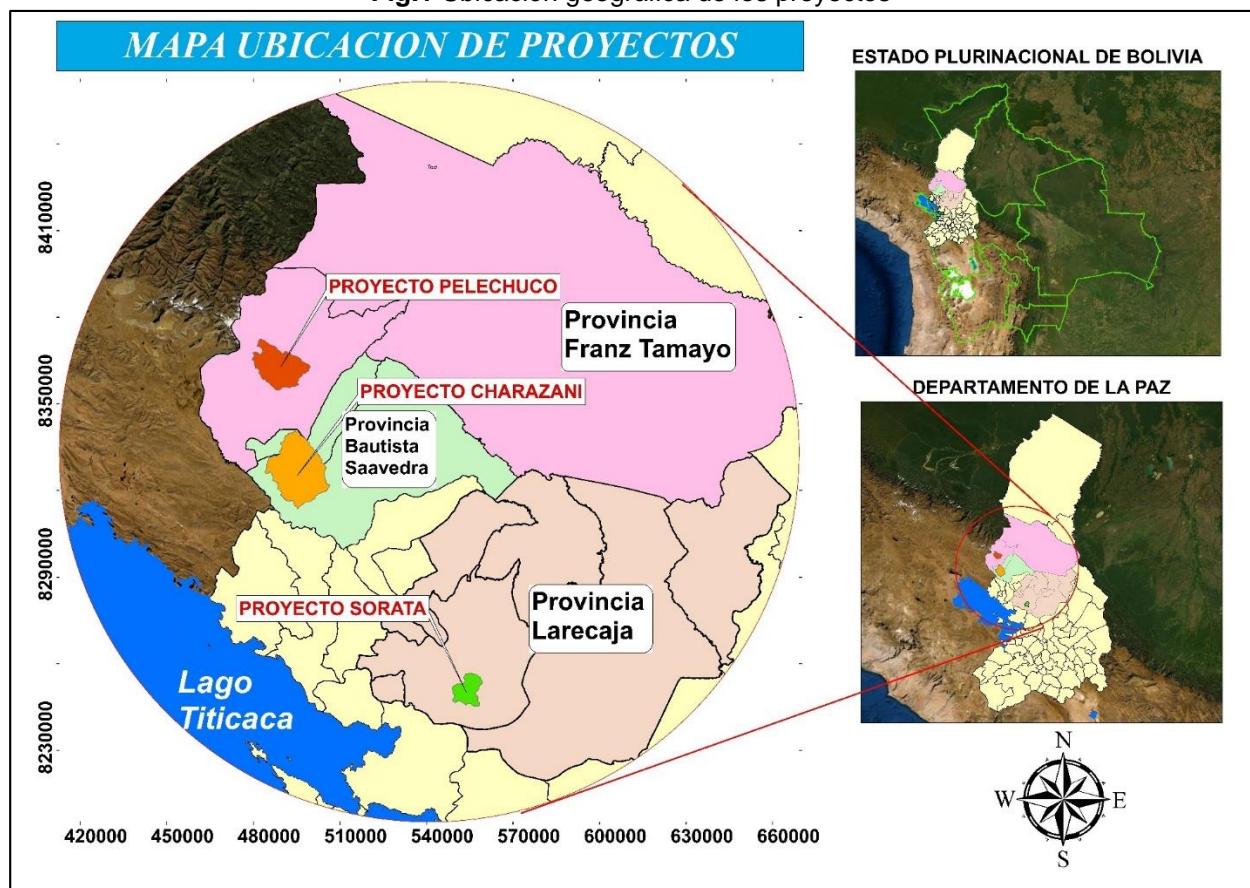 Fig.1 Ubicación geográfica de los proyectos
MAPA UBICACION DE PROYECTOS
PROYECTO PELECHUCO
Provincia
Franz Tamayo
PROYECTO CHARAZANI
Provincia
Bautista
Saavedra
PROYECTO SORATA
Provincia
Larecaja
Lago
Titicaca
8410000
8350000
8290000
8230000
420000 450000 480000 510000 540000 570000 600000 630000 660000
ESTADO PLURINACIONAL DE BOLIVIA
DEPARTAMENTO DE LA PAZ
N
W E
S